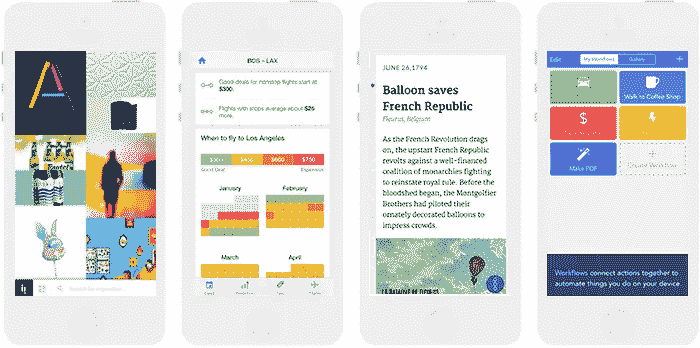 BOS – LAX
Good deals for nonstop flights start at
$300.
Flights with stops average about $25
more.
When to fly to Los Angeles
$300 $400 $600 $750
Expensive
January
February
March
April
JUNE 26, 1794
Balloon saves
French Republic
Fleurus, Belgium
As the French Revolution drags
on, the upstart French Republic
revolts against a well-financed
coalition of monarchies fighting
to reinstate royal rule. Before the
bloodshed began, the Montgolfier
Brothers had piloted their
ornately decorated balloons to
impress crowds.
Edit
My Workflows
Gallery
+
Walk to Coffee Shop
$
Make PDF
Create Workflow
Workflows connect actions together to
automate things you do on your device.